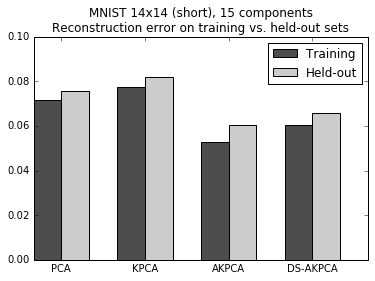 MNIST 14x14 (short), 15 components
Reconstruction error on training vs. held-out sets
0.10
Training
Held-out
0.08
0.06
0.04
0.02
0.00
PCA KPCA AKPCA DS-AKPCA